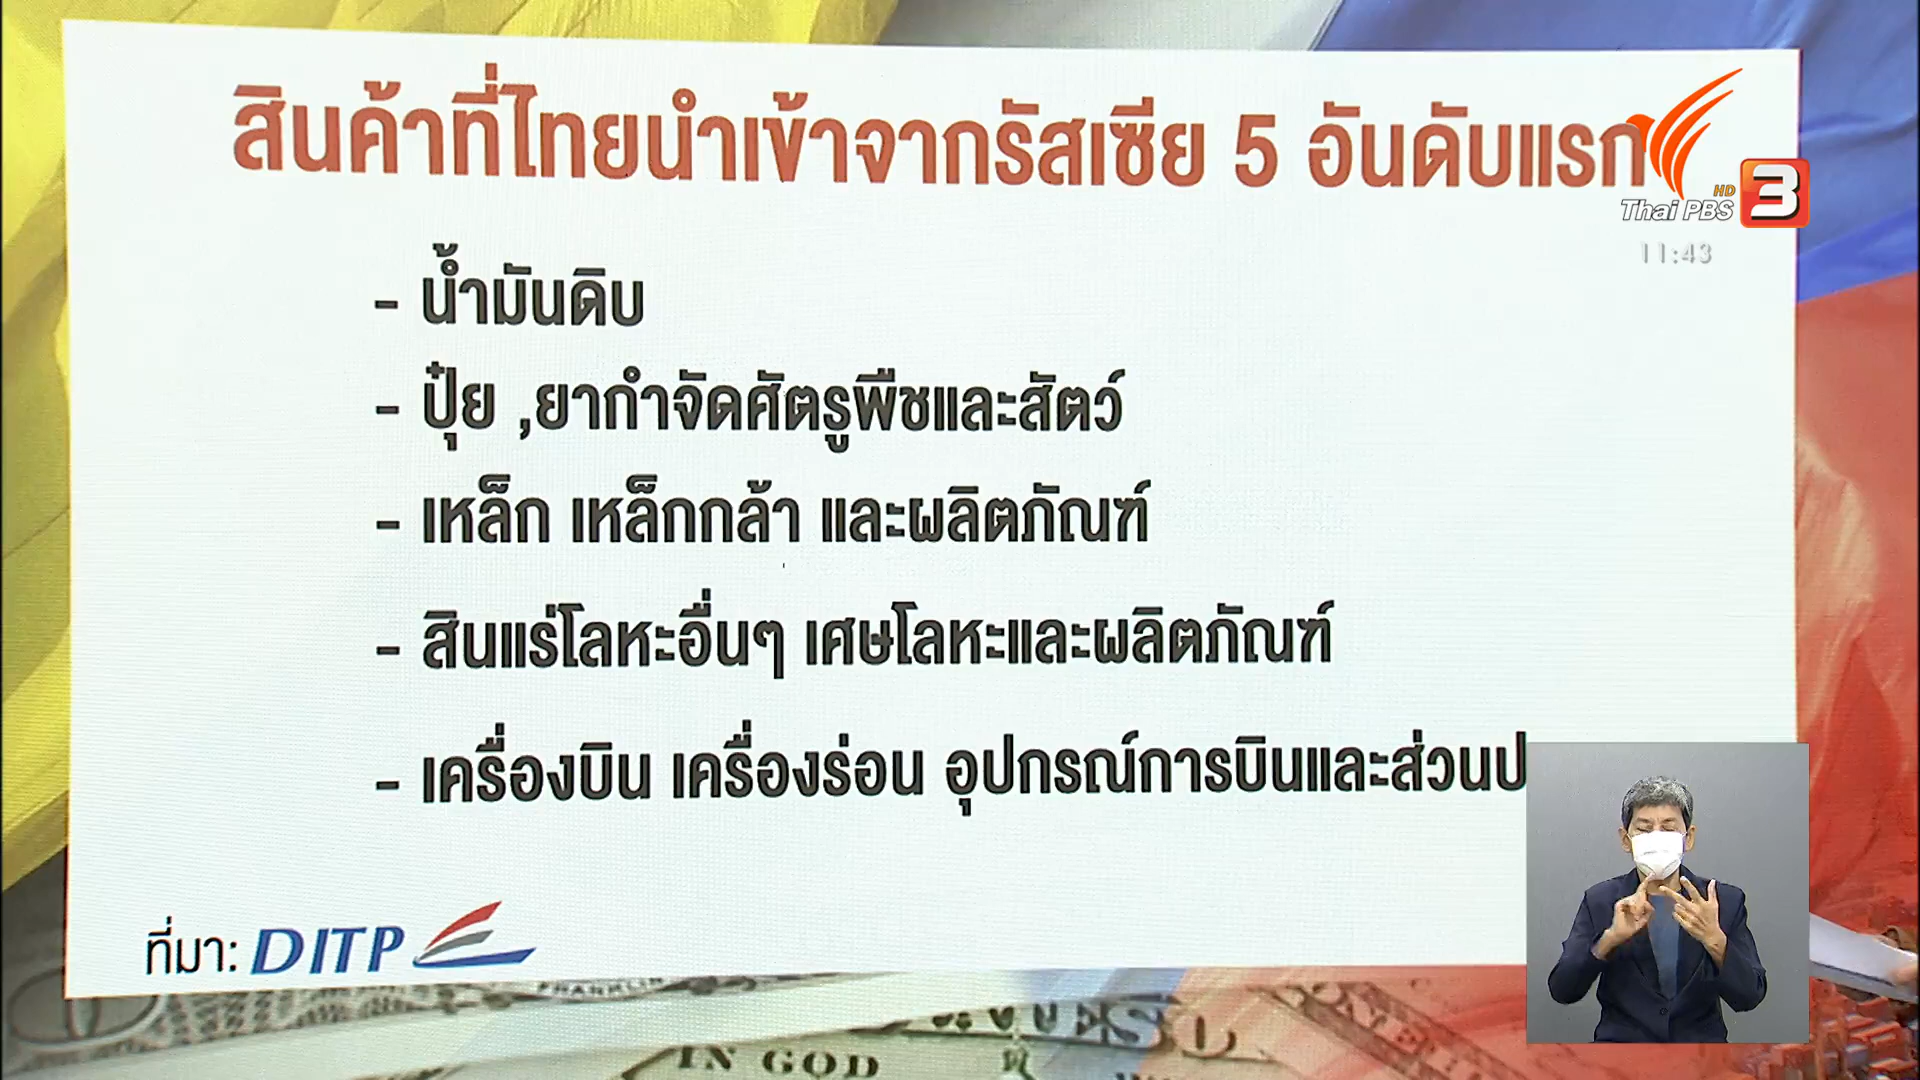 สินค้าที่ไทยนำเข้าจากรัสเซีย 5 อันดับแรก
HD
Thai PBS 3
11:43
- น้ำมันดิบ
- ปุ๋ย ,ยากำจัดศัตรูพืชและสัตว์
- เหล็ก เหล็กกล้า และผลิตภัณฑ์
- สินแร่โลหะอื่นๆ เศษโลหะและผลิตภัณฑ์
- เครื่องบิน เครื่องร่อน อุปกรณ์การบินและส่วนป
ที่มา: DITP
FRANKLIN
IN GOD